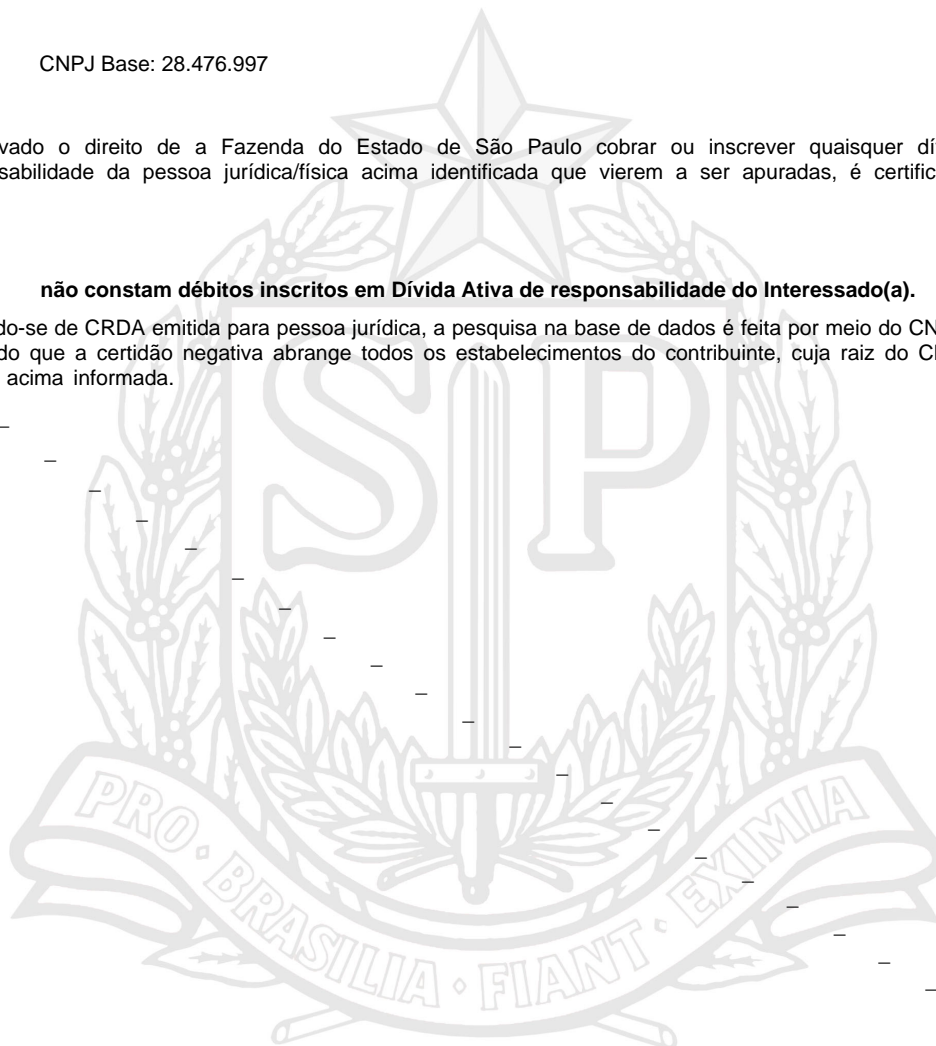 CNPJ Base: 28.476.997
vado o direito de a Fazenda do Estado de São Paulo cobrar ou inscrever quaisquer dí
sabilidade da pessoa jurídica/física acima identificada que vierem a ser apuradas, é certific
não constam débitos inscritos em Dívida Ativa de responsabilidade do Interessado(a).
do-se de CRDA emitida para pessoa jurídica, a pesquisa na base de dados é feita por meio do CN
do que a certidão negativa abrange todos os estabelecimentos do contribuinte, cuja raiz do C
acima informada.
SP
PRO · BRASILIA · FIANT · EXIMIA